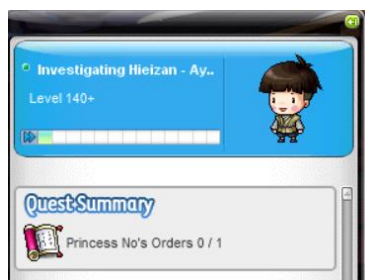 Investigating Hieizan - Ay..
Level 140+
Quest Summary
Princess No's Orders 0 / 1